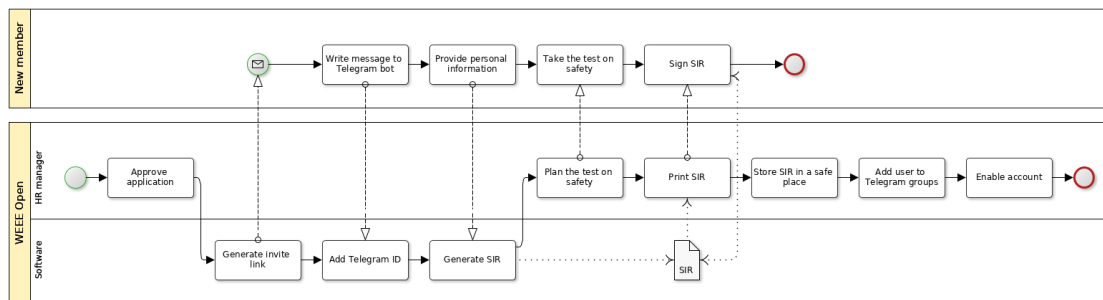 New member
Write message to
Telegram bot
Provide personal
information
Take the test on
safety
Sign SIR
WEEE Open
HR manager
Approve
application
Plan the test on
safety
Print SIR
Store SIR in a safe
place
Add user to
Telegram groups
Enable account
Software
Generate invite
link
Add Telegram ID
Generate SIR
SIR